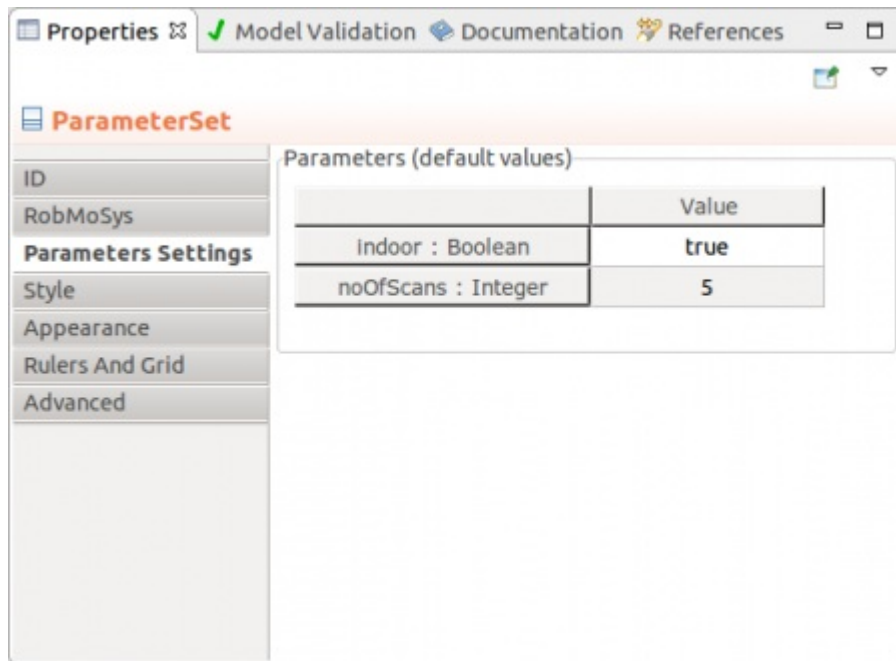 Properties Model Validation Documentation References
ParameterSet
ID
RobMoSys
Parameters Settings
Style
Appearance
Rulers And Grid
Advanced
Parameters (default values)
Value
indoor : Boolean true
noOfScans : Integer 5